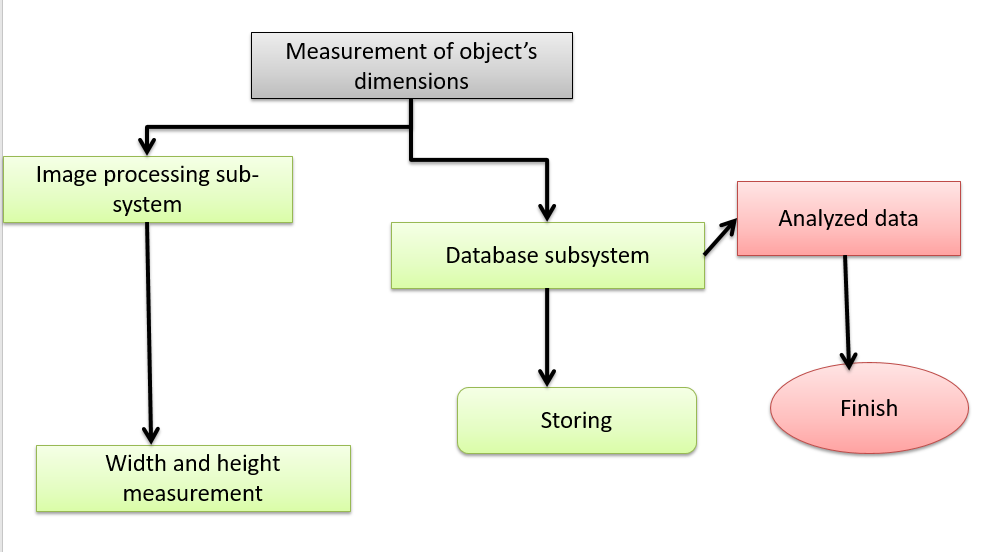 Measurement of object’s
dimensions
Image processing sub-
system
Database subsystem
Analyzed data
Storing
Finish
Width and height
measurement